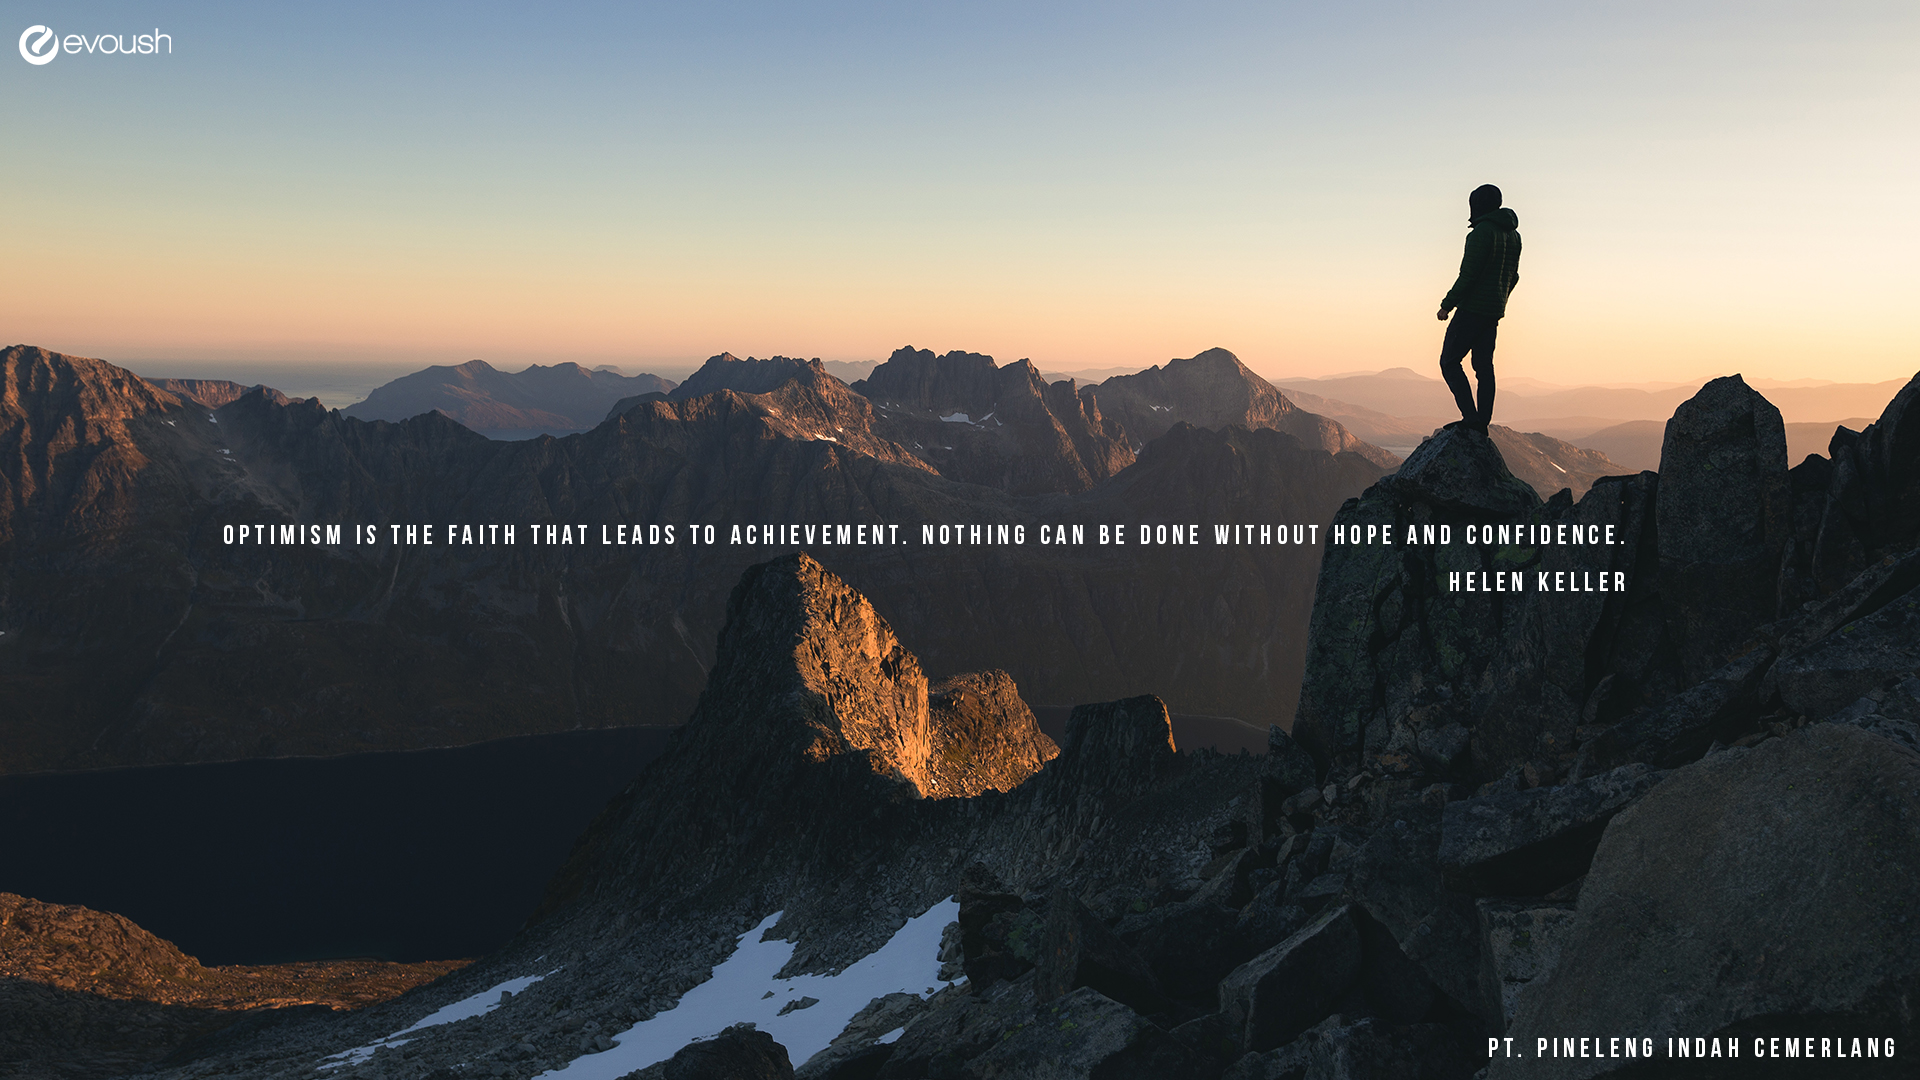 evoush
OPTIMISM IS THE FAITH THAT LEADS TO ACHIEVEMENT. NOTHING CAN BE DONE WITHOUT HOPE AND CONFIDENCE.
HELEN KELLER
PT. PINELENG INDAH CEMERLANG